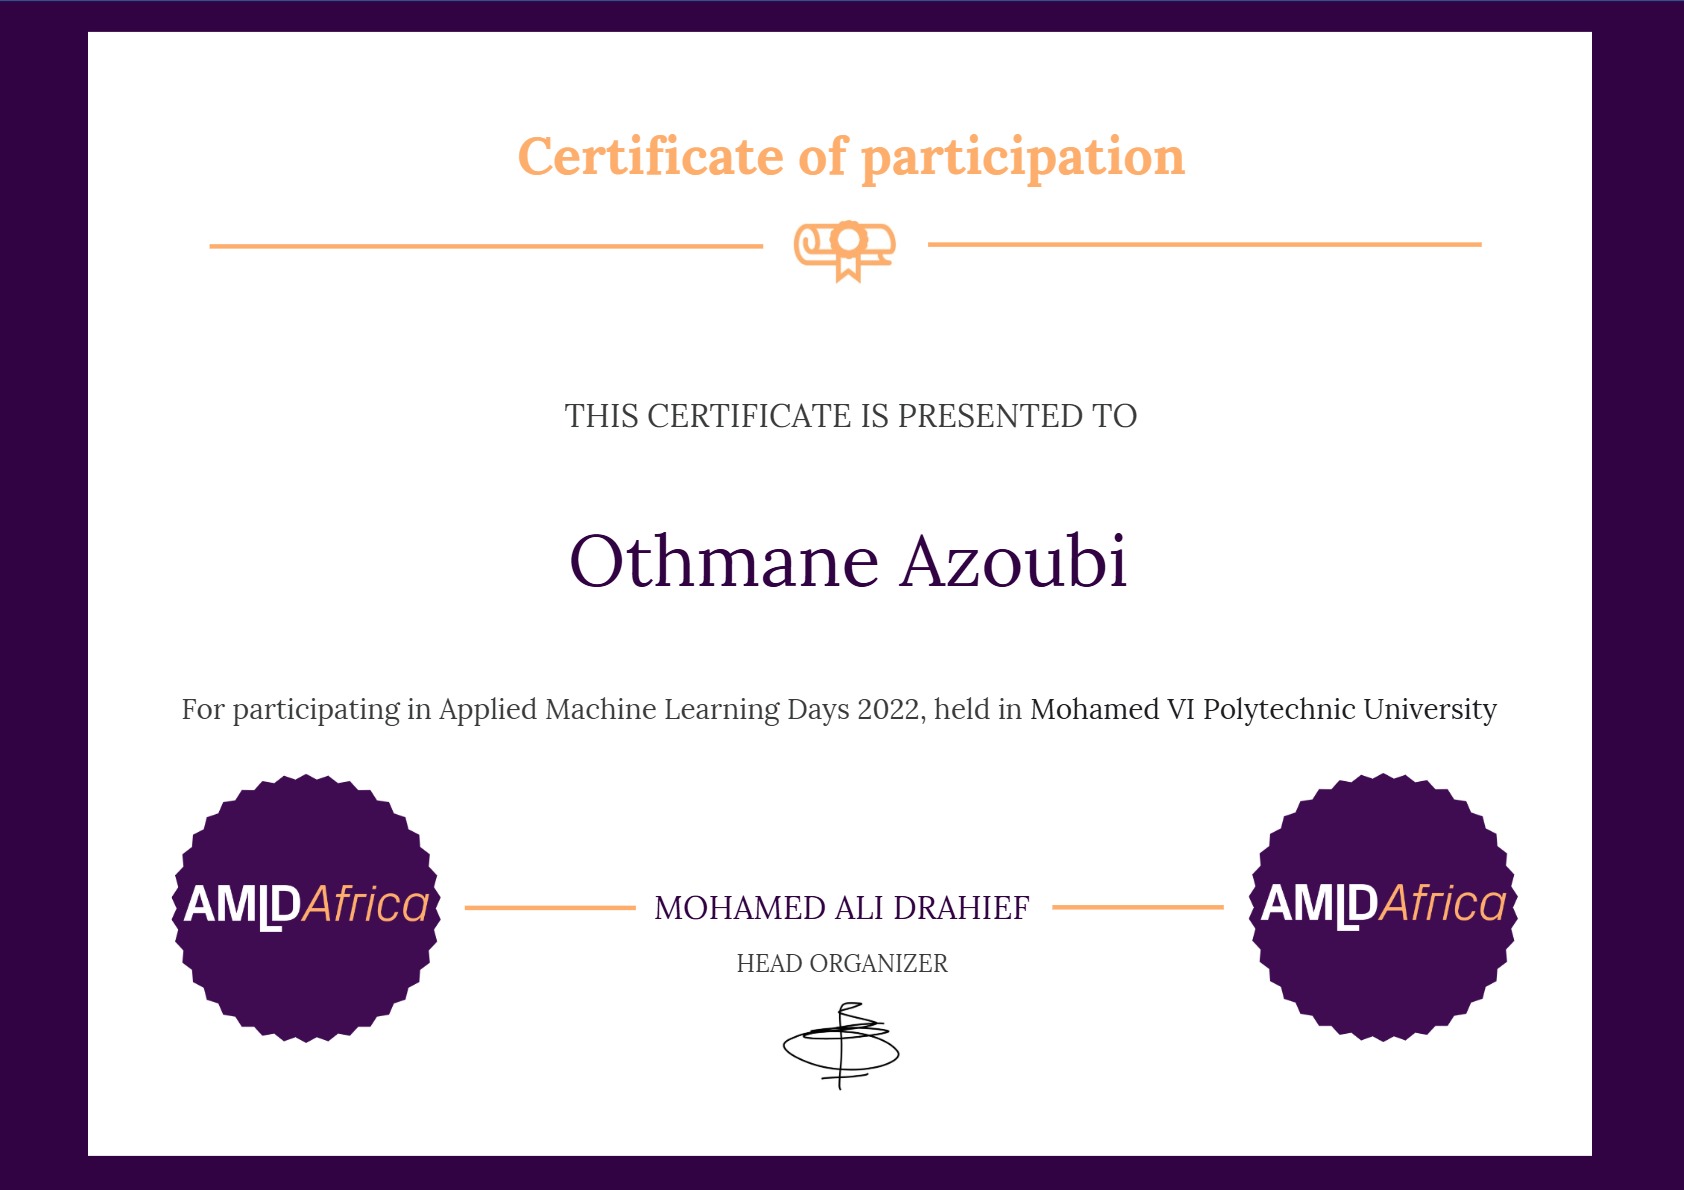 Certificate of participation
THIS CERTIFICATE IS PRESENTED TO
Othmane Azoubi
For participating in Applied Machine Learning Days 2022, held in Mohamed VI Polytechnic University
AMLDAfrica
MOHAMED ALI DRAHIEF
AMLDAfrica
HEAD ORGANIZER